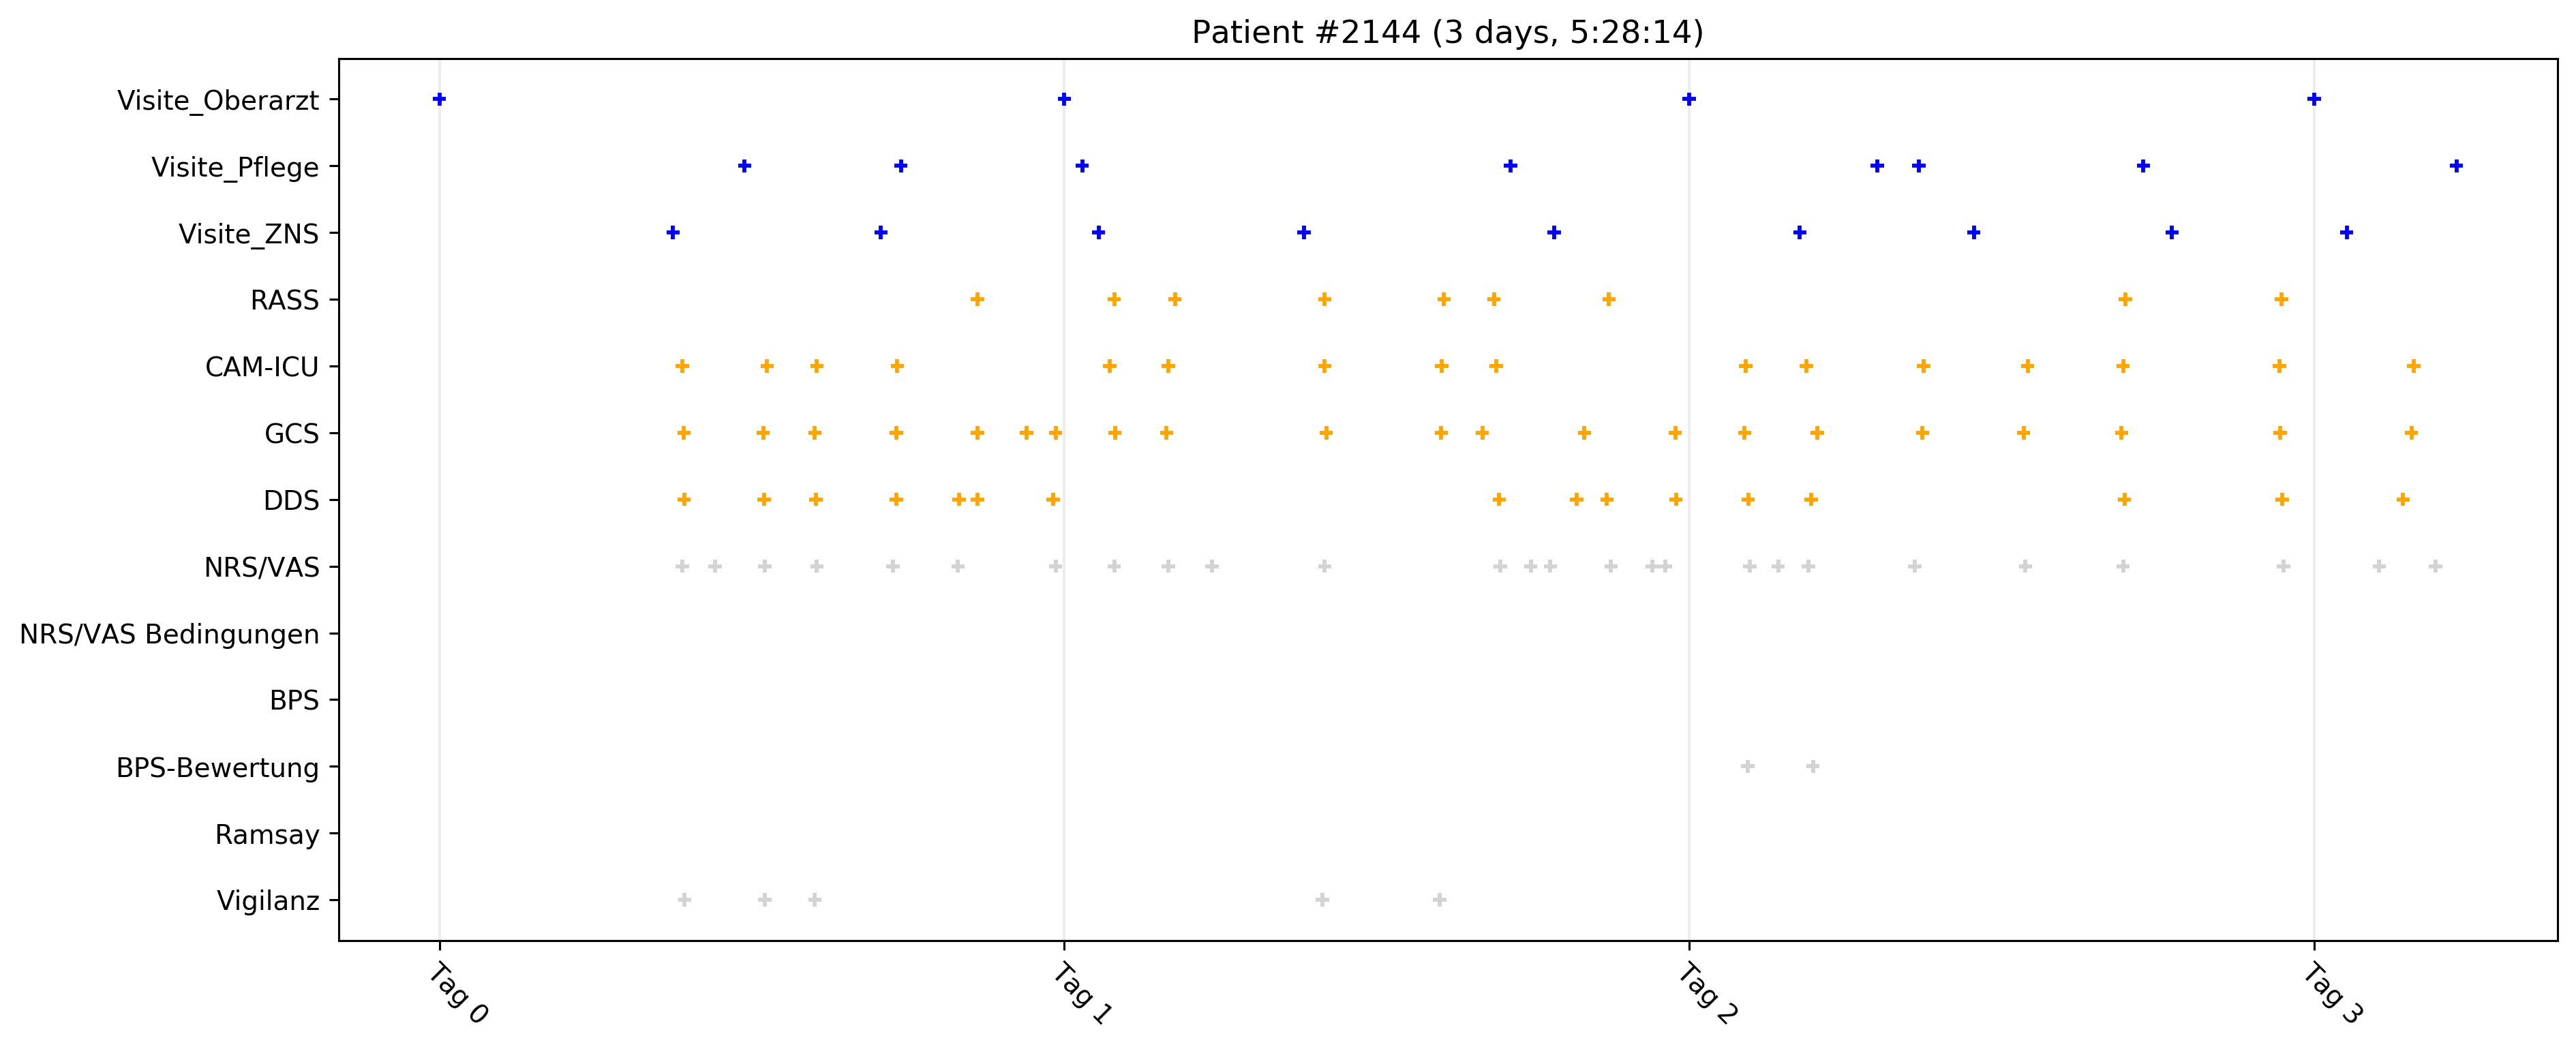 Patient #2144 (3 days, 5:28:14)
Visite_Oberarzt
Visite_Pflege
Visite_ZNS
RASS
CAM-ICU
GCS
DDS
NRS/VAS
NRS/VAS Bedingungen
BPS
BPS-Bewertung
Ramsay
Vigilanz
Tag 0
Tag 1
Tag 2
Tag 3